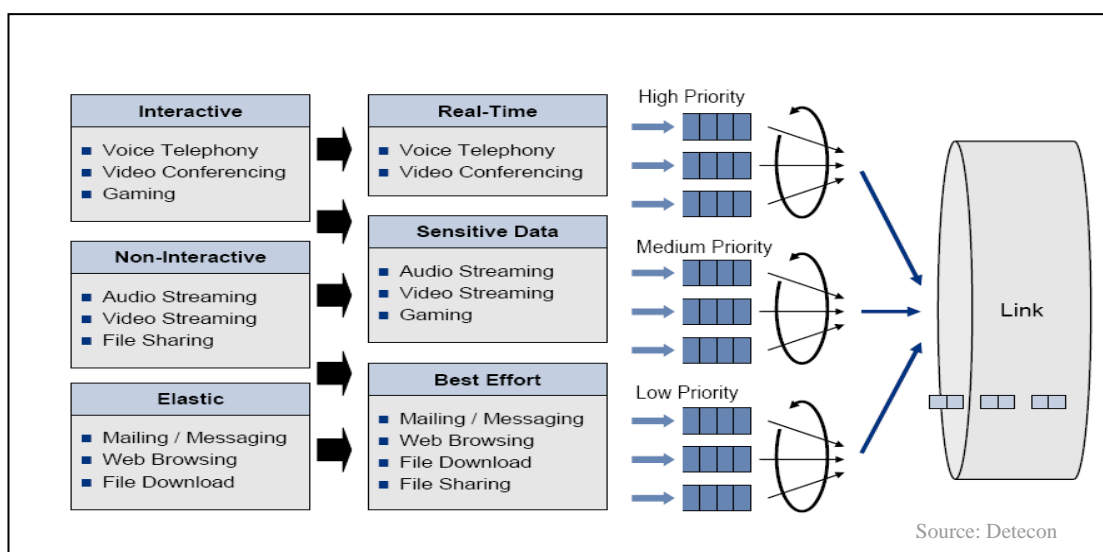 Interactive
Voice Telephony
Video Conferencing
Gaming
Non-Interactive
Audio Streaming
Video Streaming
File Sharing
Elastic
Mailing / Messaging
Web Browsing
File Download
Real-Time
Voice Telephony
Video Conferencing
Sensitive Data
Audio Streaming
Video Streaming
Gaming
Best Effort
Mailing / Messaging
Web Browsing
File Download
File Sharing
High Priority
Medium Priority
Low Priority
Link
Source: Detecon